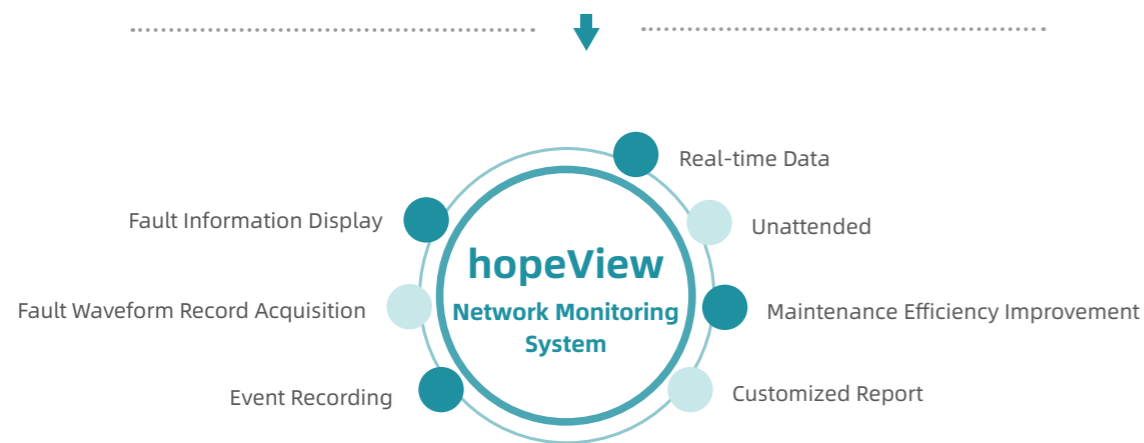 Real-time Data
Fault Information Display
Unattended
hopeView
Network Monitoring
System
Fault Waveform Record Acquisition
Maintenance Efficiency Improvement
Event Recording
Customized Report